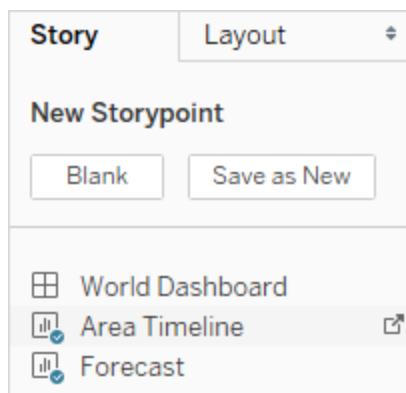 Story Layout
New Storypoint
Blank Save as New
World Dashboard
Area Timeline
Forecast